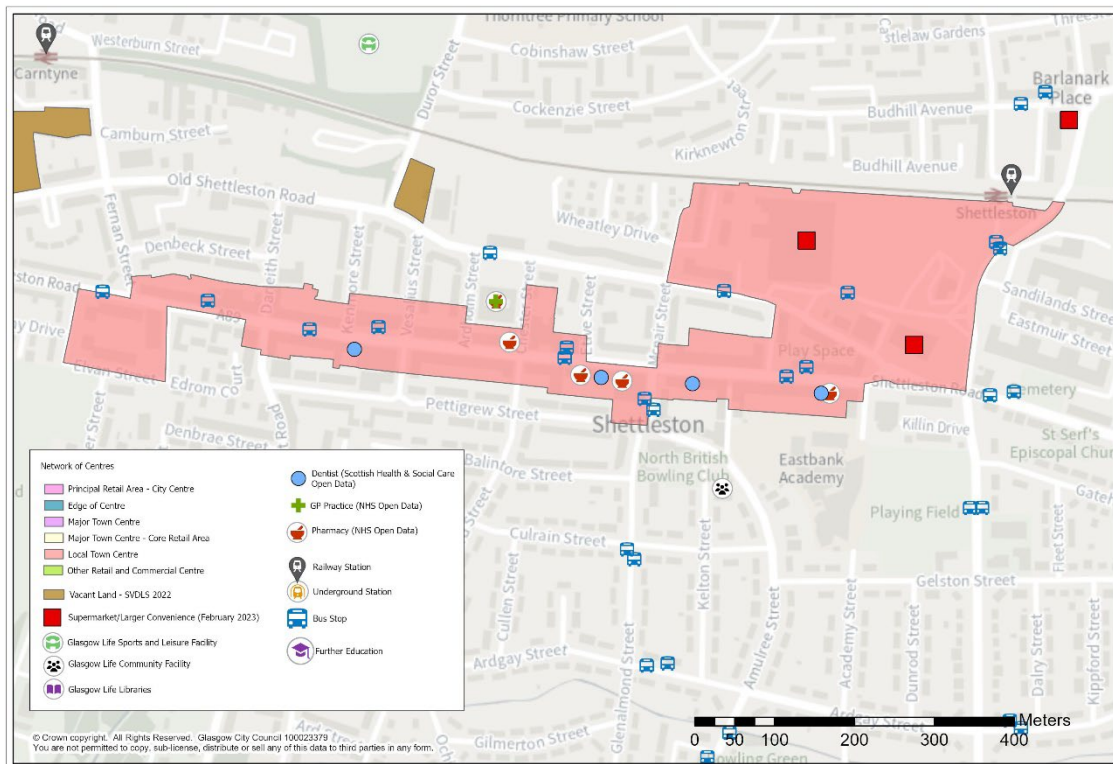 Thorntree Primary School
Westerburn Street
Cobinshaw Street
Carntyne
Duror Street
Cockenzie Street
Budhill Avenue
Barlanark
Place
Camburn Street
Kirknewton Street
Budhill Avenue
Old Shettleston Road
Shettleston
Fernan Street
Wheatley Drive
Denbeck Street
Darleith Street
Kenmore Street
Vesalius Street
Ardholm Street
Etive Street
Mcnair Street
Sandilands Street
Eastmuir Street
A89
Play Space
Elvan Street
Edrom Court
Shettleston Road
Cemetery
Pettigrew Street
Shettleston
Killin Drive
Denbrae Street
St Serf's
Episcopal Chur
Balintore Street
North British
Bowling Club
Eastbank
Academy
Playing Field
Culrain Street
Fleet Street
Kelton Street
Gelston Street
Cullen Street
Ardgay Street
Amulree Street
Academy Street
Dunrod Street
Dalry Street
Kippford Street
Glenalmond Street
Ardgay Street
Gilmerton Street
Bowling Green
Network of Centres
Principal Retail Area - City Centre
Edge of Centre
Major Town Centre
Major Town Centre - Core Retail Area
Local Town Centre
Other Retail and Commercial Centre
Vacant Land - SVDLS 2022
Supermarket/Larger Convenience (February 2023)
Glasgow Life Sports and Leisure Facility
Glasgow Life Community Facility
Glasgow Life Libraries
Dentist (Scottish Health & Social Care
Open Data)
GP Practice (NHS Open Data)
Pharmacy (NHS Open Data)
Railway Station
Underground Station
Bus Stop
Further Education
Meters
0 50 100 200 300 400
© Crown copyright. All Rights Reserved. Glasgow City Council 100023379
You are not permitted to copy, sub-license, distribute or sell any of this data to third parties in any form.